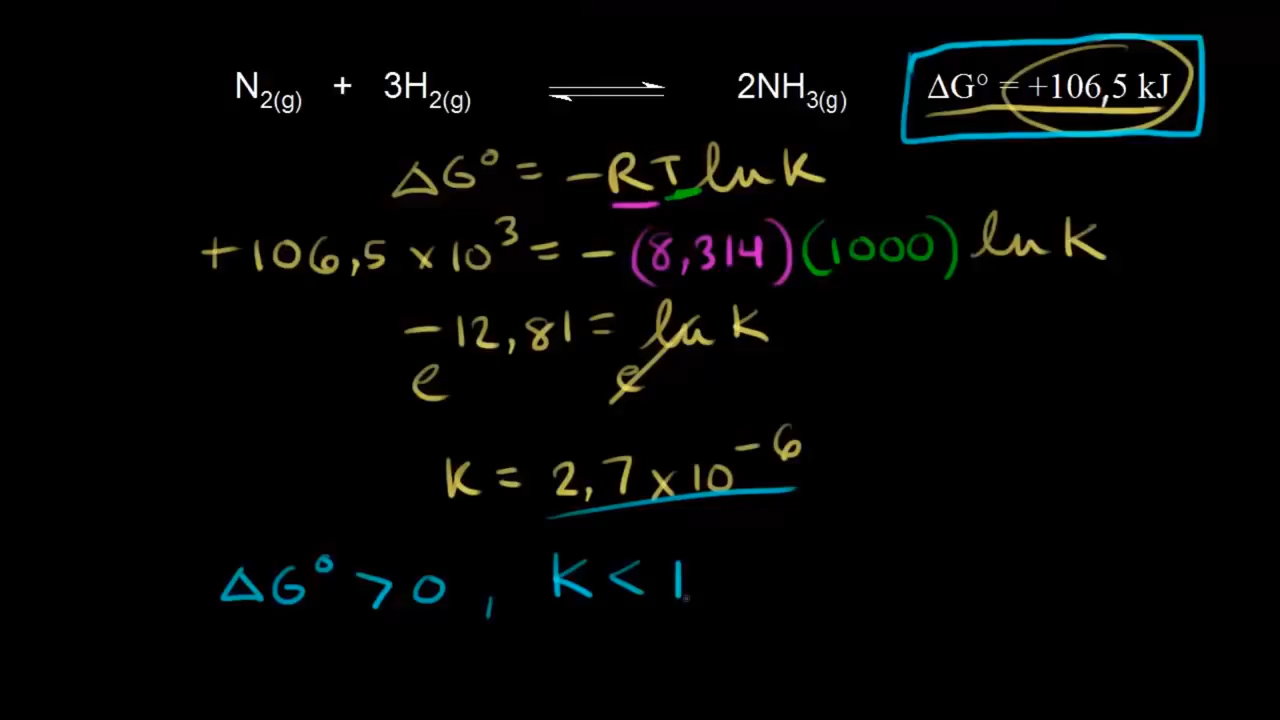 N₂(g) + 3H₂(g) ⇌ 2NH₃(g) ΔG° = +106,5 kJ
ΔG° = -RT ln K
+106,5 × 10³ = -(8,314)(1000) ln K
-12,81 = ln K
e e
K = 2,7 × 10⁻⁶
ΔG° > 0, K < 1